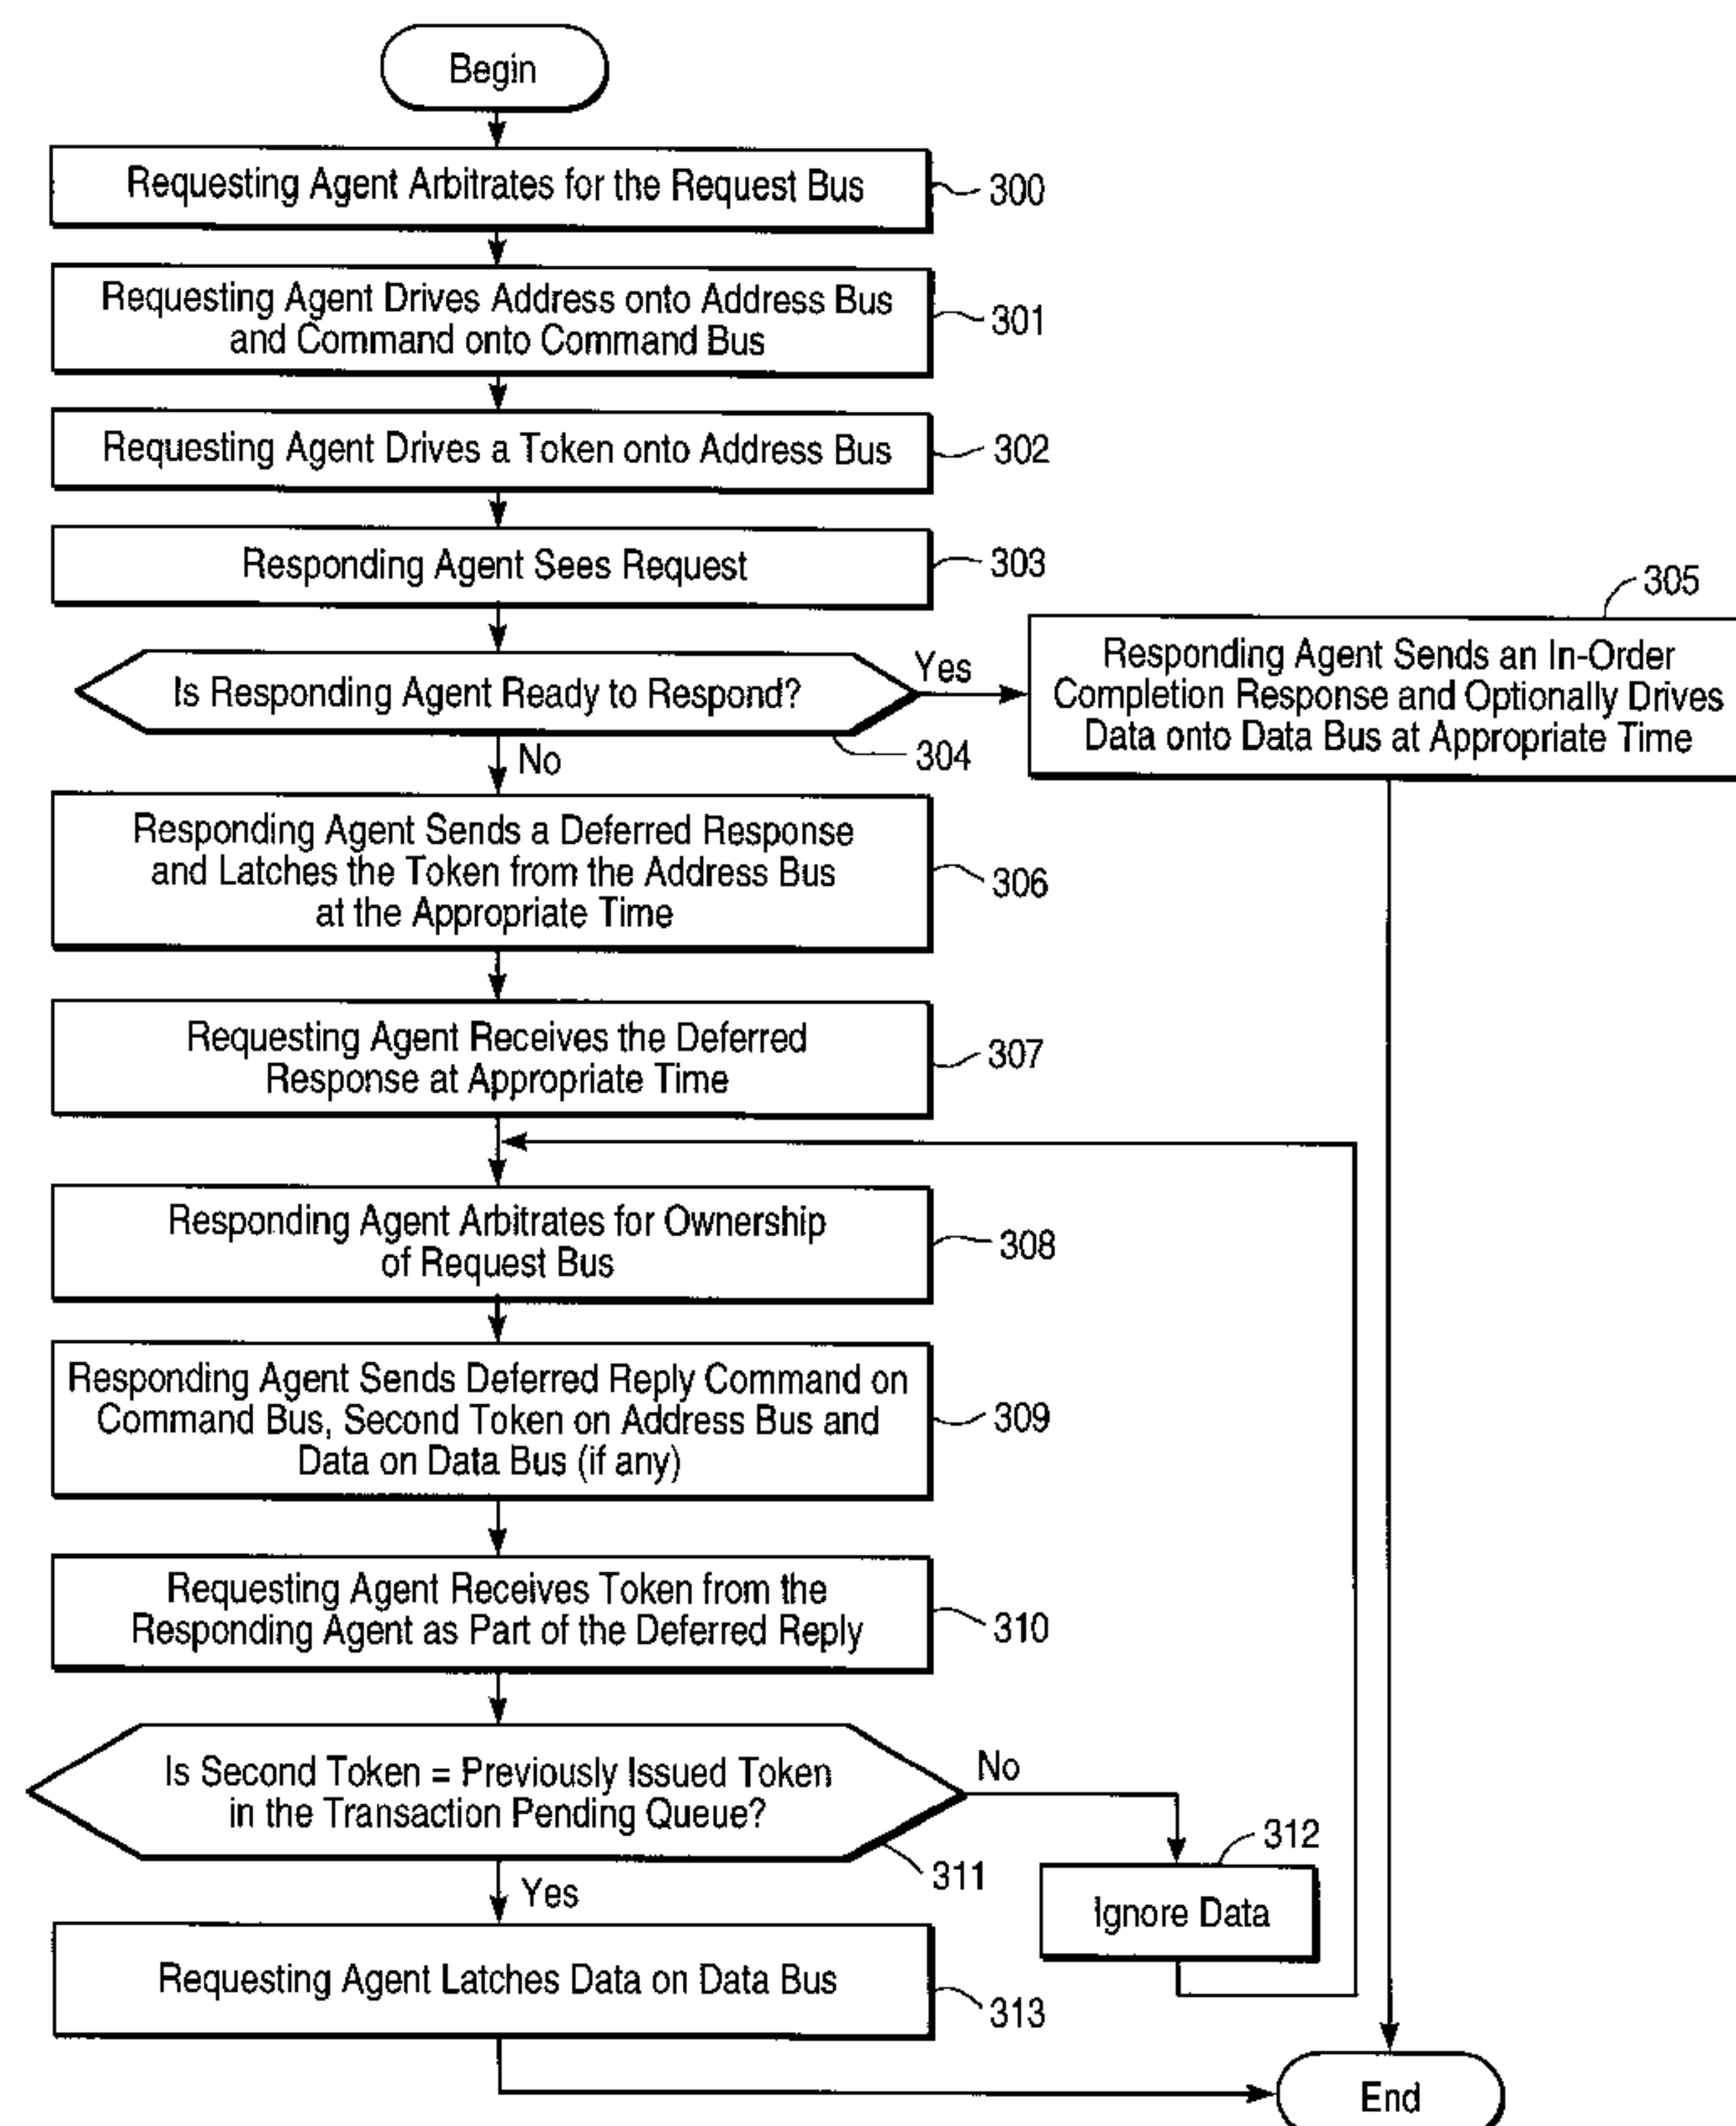 Begin
Requesting Agent Arbitrates for the Request Bus
300
Requesting Agent Drives Address onto Address Bus
and Command onto Command Bus
301
Requesting Agent Drives a Token onto Address Bus
302
Responding Agent Sees Request
303
Is Responding Agent Ready to Respond?
304
Yes
305
Responding Agent Sends an In-Order
Completion Response and Optionally Drives
Data onto Data Bus at Appropriate Time
No
Responding Agent Sends a Deferred Response
and Latches the Token from the Address Bus
at the Appropriate Time
306
Requesting Agent Receives the Deferred
Response at Appropriate Time
307
Responding Agent Arbitrates for Ownership
of Request Bus
308
Responding Agent Sends Deferred Reply Command on
Command Bus, Second Token on Address Bus and
Data on Data Bus (if any)
309
Requesting Agent Receives Token from the
Responding Agent as Part of the Deferred Reply
310
Is Second Token = Previously Issued Token
in the Transaction Pending Queue?
311
No
312
Ignore Data
Yes
Requesting Agent Latches Data on Data Bus
313
End